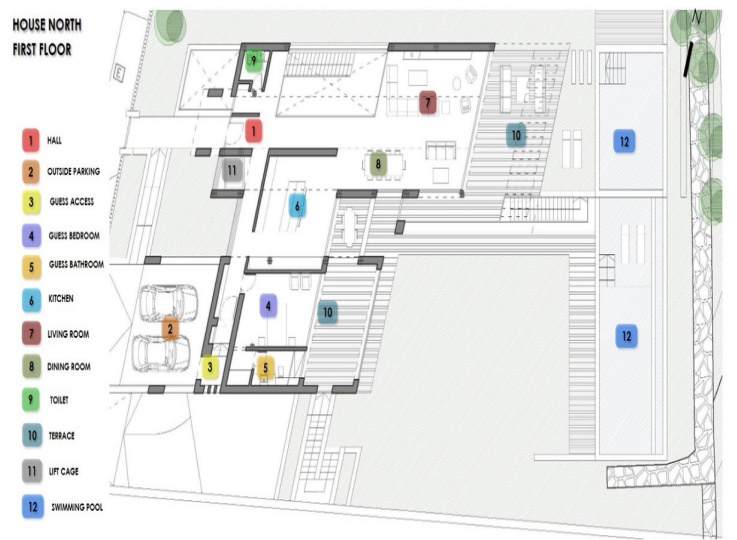 HOUSE NORTH
FIRST FLOOR
N
E
1 HALL
2 OUTSIDE PARKING
3 GUESS ACCESS
4 GUESS BEDROOM
5 GUESS BATHROOM
6 KITCHEN
7 LIVING ROOM
8 DINING ROOM
9 TOILET
10 TERRACE
11 LIFT CAGE
12 SWIMMING POOL
9
7
1
10
12
8
11
6
4
10
2
12
3
5